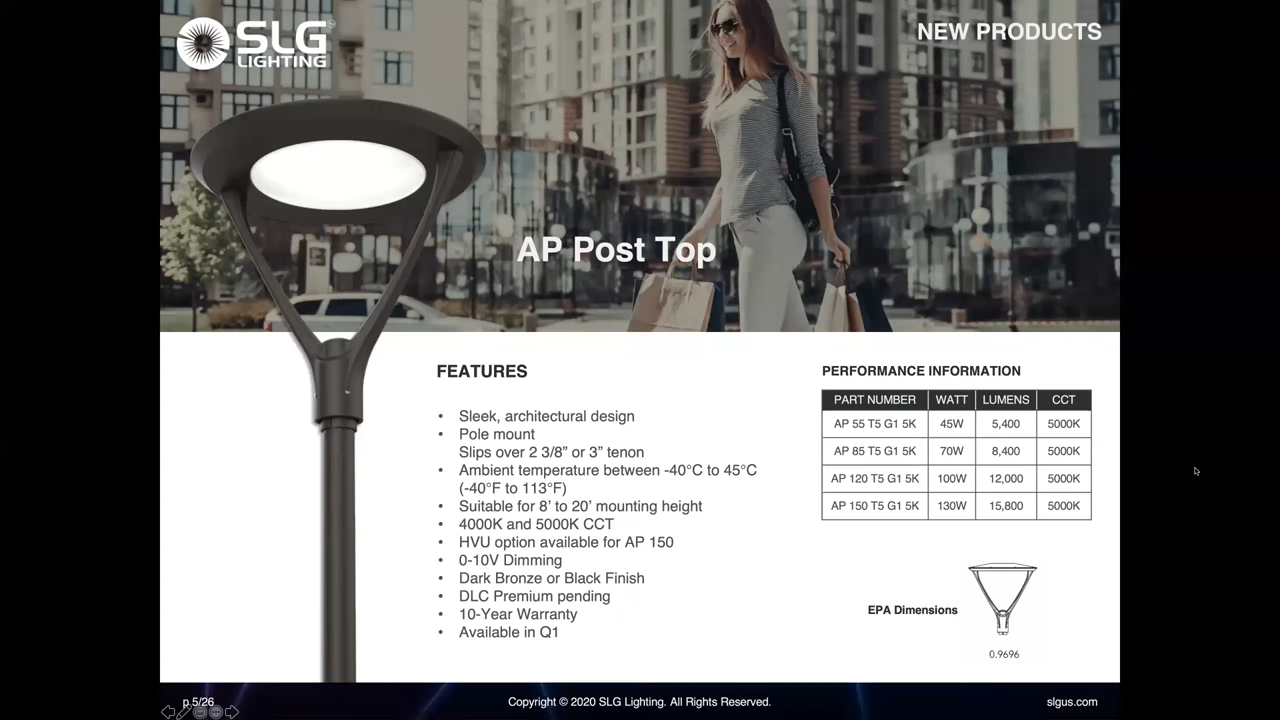 SLG
LIGHTING
NEW PRODUCTS
AP Post Top
FEATURES
• Sleek, architectural design
• Pole mount
Slips over 2 3/8” or 3” tenon
• Ambient temperature between -40°C to 45°C
(-40°F to 113°F)
• Suitable for 8’ to 20’ mounting height
• 4000K and 5000K CCT
• HVU option available for AP 150
• 0-10V Dimming
• Dark Bronze or Black Finish
• DLC Premium pending
• 10-Year Warranty
• Available in Q1
PERFORMANCE INFORMATION
PART NUMBER WATT LUMENS CCT
AP 55 T5 G1 5K 45W 5,400 5000K
AP 85 T5 G1 5K 70W 8,400 5000K
AP 120 T5 G1 5K 100W 12,000 5000K
AP 150 T5 G1 5K 130W 15,800 5000K
EPA Dimensions
0.9696
p.5/26
Copyright © 2020 SLG Lighting. All Rights Reserved.
slgus.com